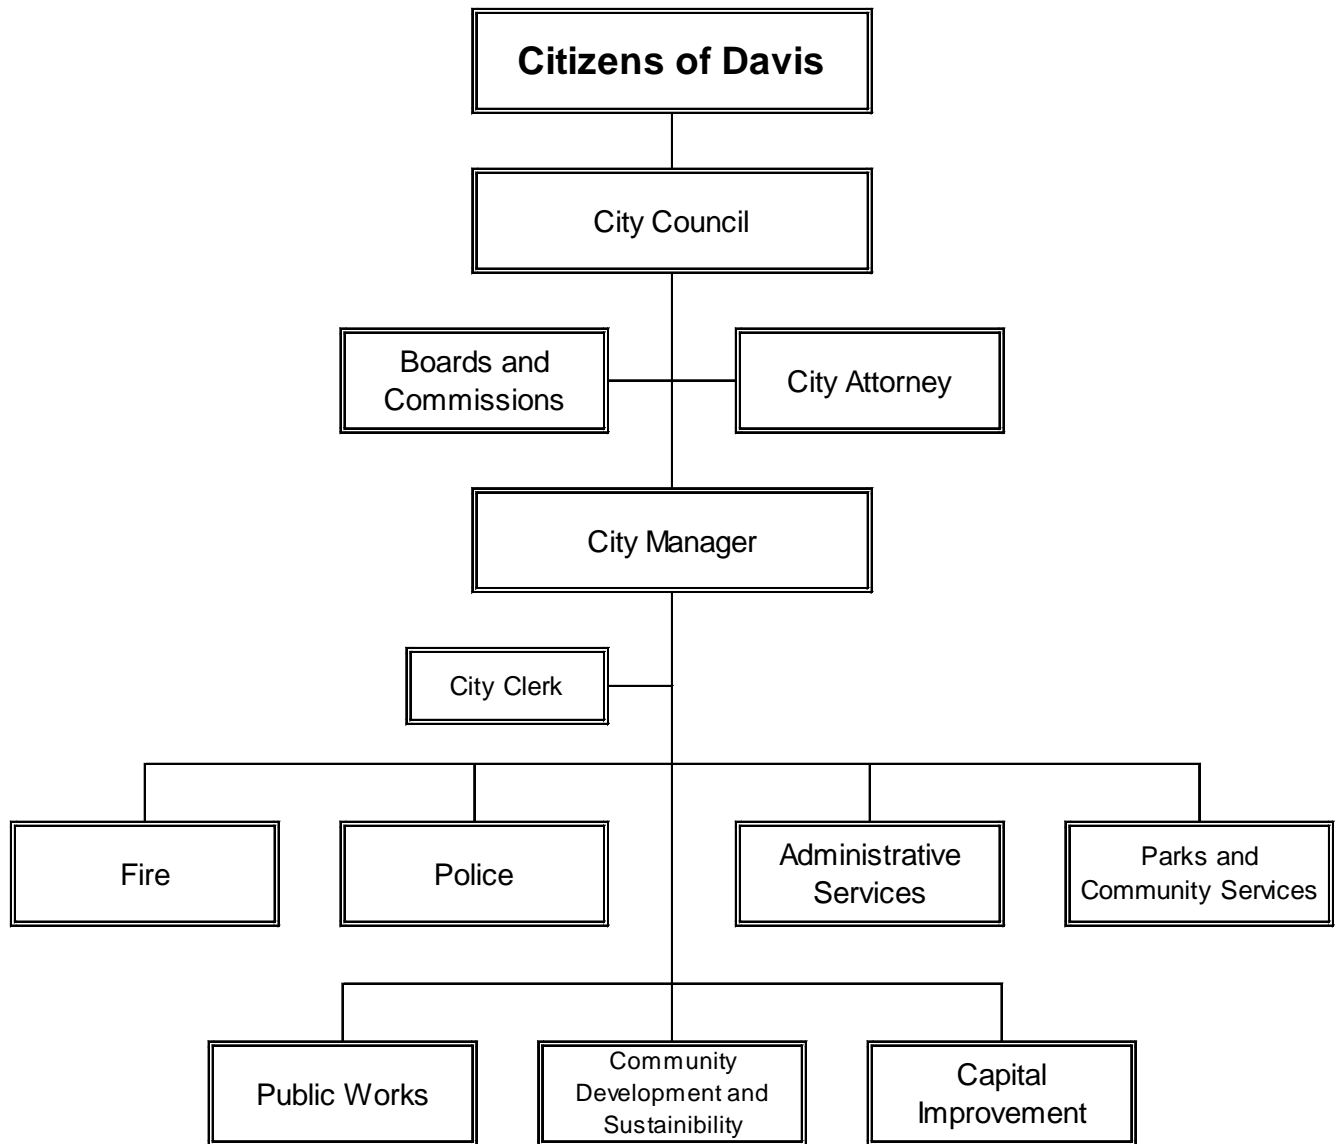 Citizens of Davis
City Council
Boards and
Commissions
City Attorney
City Manager
City Clerk
Fire
Police
Administrative
Services
Parks and
Community Services
Public Works
Community
Development and
Sustainibility
Capital
Improvement